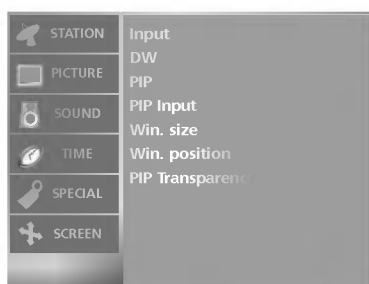 STATION
PICTURE
SOUND
TIME
SPECIAL
SCREEN
Input
DW
PIP
PIP Input
Win. size
Win. position
PIP Transparenc